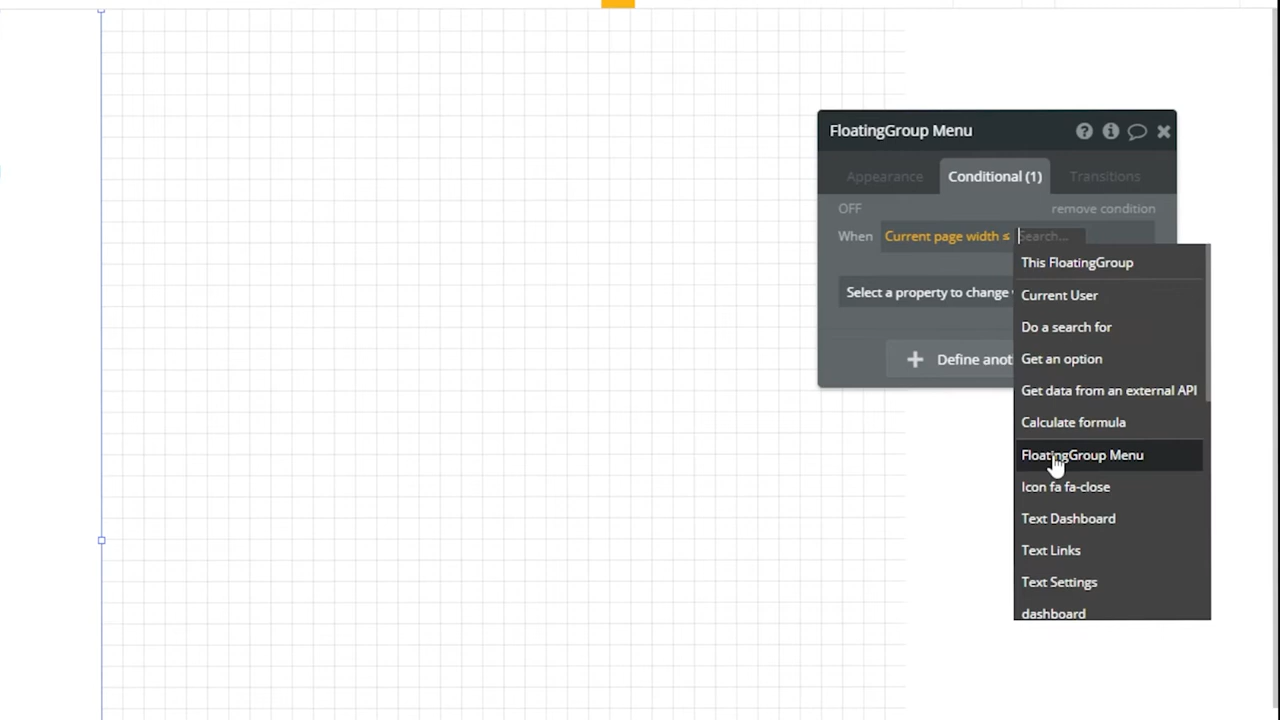 FloatingGroup Menu
Appearance
Conditional (1)
Transitions
OFF
remove condition
When
Current page width ≤
Search...
This FloatingGroup
Current User
Select a property to change
Do a search for
Get an option
Define anot
Get data from an external API
Calculate formula
FloatingGroup Menu
Icon fa fa-close
Text Dashboard
Text Links
Text Settings
dashboard